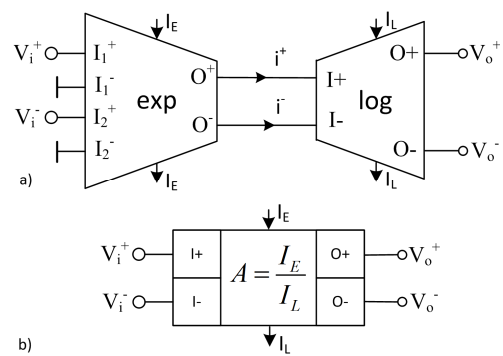 I_E I_L
V_i^+ I_1^+ O^+ i^+ I+ O+ V_o^+
I_1^- exp log
V_i^- I_2^+ O^- i^- I- O- V_o^-
I_2^-
a) I_E I_L
I_E
V_i^+ I+ A = I_E / I_L O+ V_o^+
V_i^- I- O- V_o^-
b) I_L